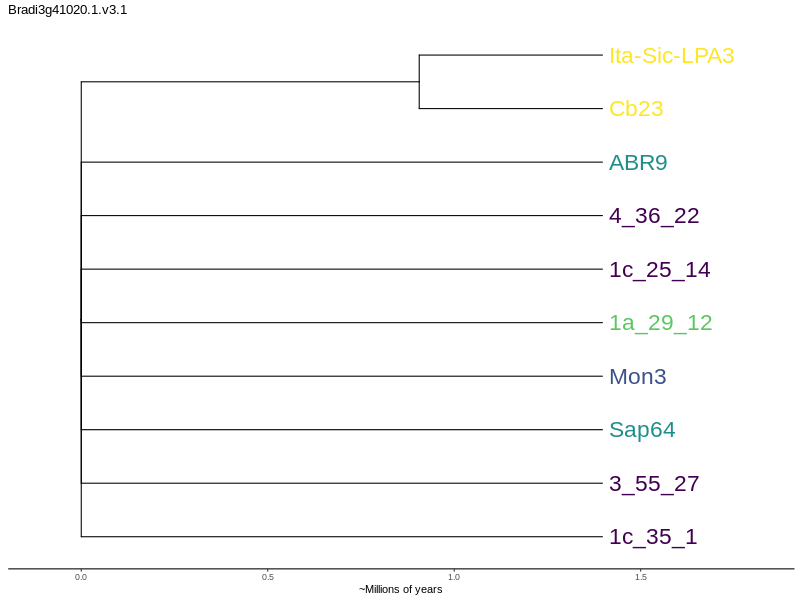 Bradi3g41020.1.v3.1
Ita-Sic-LPA3
Cb23
ABR9
4_36_22
1c_25_14
1a_29_12
Mon3
Sap64
3_55_27
1c_35_1
0.0 0.5 1.0 1.5
~Millions of years